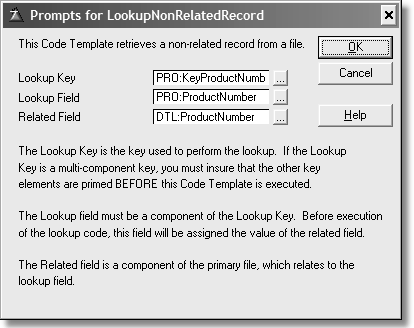 Prompts for LookupNonRelatedRecord
This Code Template retrieves a non-related record from a file.
OK
Cancel
Lookup Key PRO:KeyProductNumb ...
Lookup Field PRO:ProductNumber ...
Related Field DTL:ProductNumber ...
Help
The Lookup Key is the key used to perform the lookup. If the Lookup
Key is a multi-component key, you must insure that the other key
elements are primed BEFORE this Code Template is executed.
The Lookup field must be a component of the Lookup Key. Before execution
of the lookup code, this field will be assigned the value of the related field.
The Related field is a component of the primary file, which relates to the
lookup field.